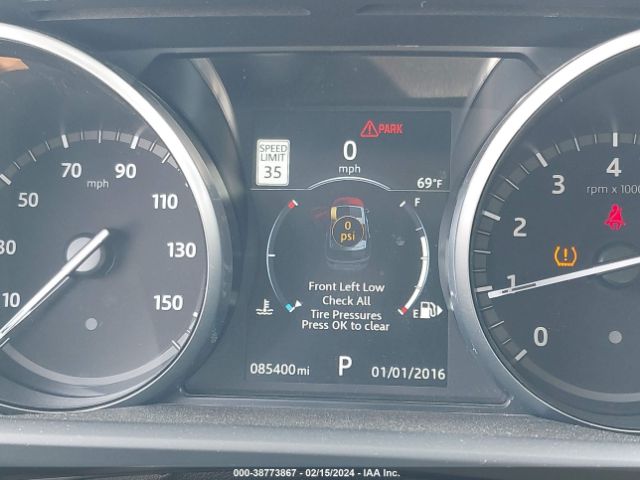 PARK
SPEED
LIMIT
35
0
mph
69°F
70
90
mph
50
110
30
130
10
150
0
psi
F
E
Front Left Low
Check All
Tire Pressures
Press OK to clear
085400 mi
P
01/01/2016
4
3
rpm x 1000
2
1
0
000-38773867 - 02/15/2024 - IAA Inc.